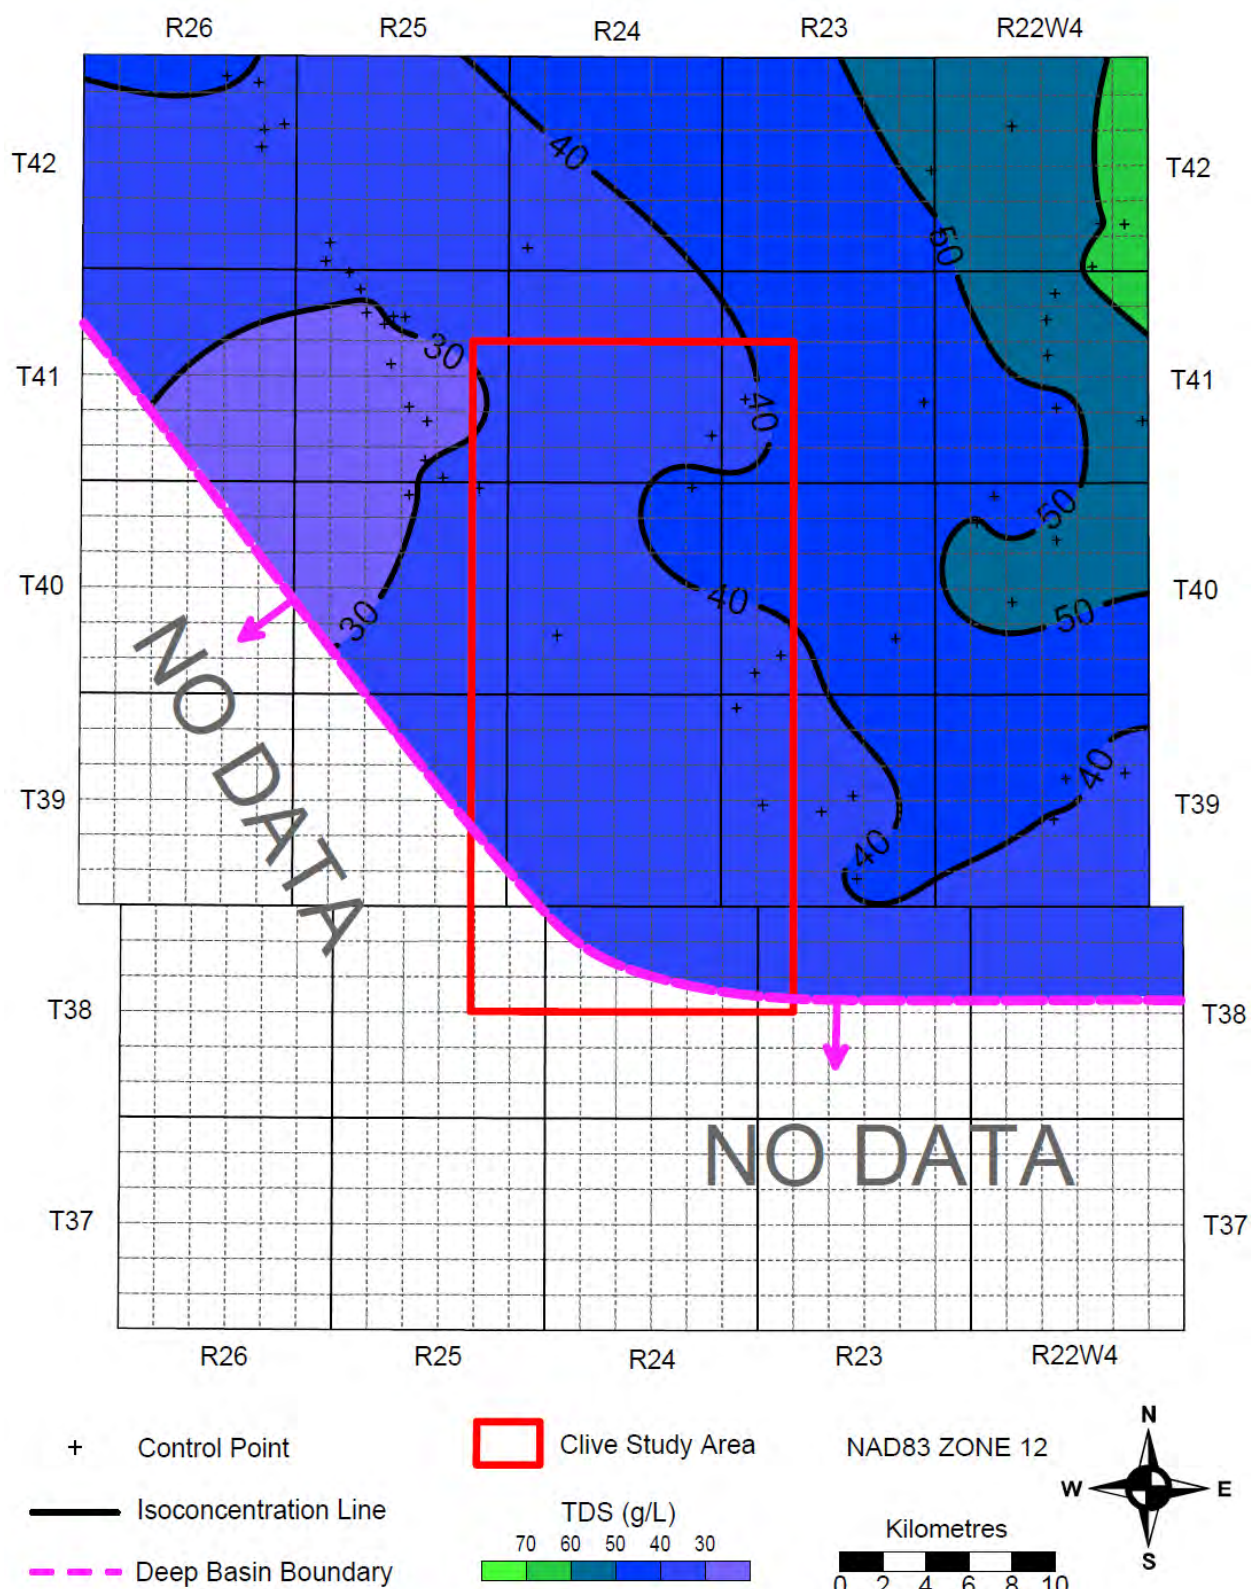 R26 R25 R24 R23 R22W4
T42 T42
40
50
30
T41 T41
40
50
T40 T40
40
50
30
NO DATA
40
T39 T39
40
T38 T38
NO DATA
T37 T37
R26 R25 R24 R23 R22W4
N
Control Point Clive Study Area NAD83 ZONE 12
W E
Isoconcentration Line TDS (g/L)
Kilometres
70 60 50 40 30
S
Deep Basin Boundary
0 2 4 6 8 10